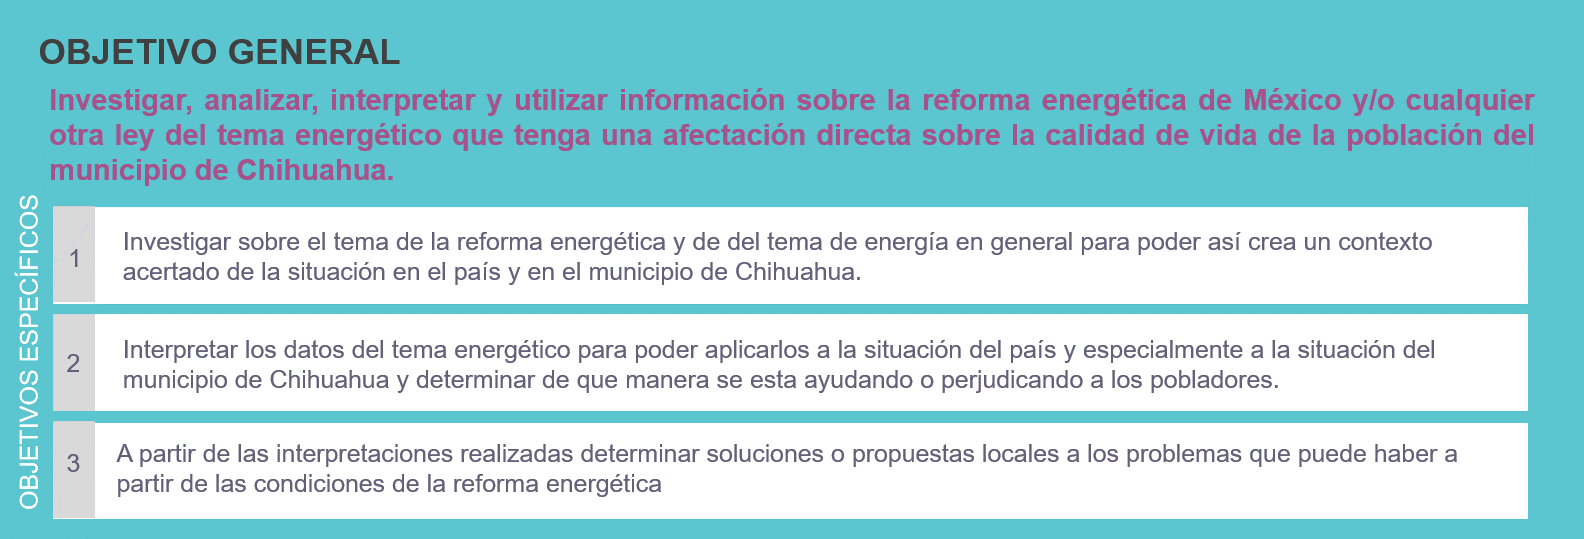 OBJETIVO GENERAL
Investigar, analizar, interpretar y utilizar información sobre la reforma energética de México y/o cualquier
otra ley del tema energético que tenga una afectación directa sobre la calidad de vida de la población del
municipio de Chihuahua.
OBJETIVOS ESPECÍFICOS
1
Investigar sobre el tema de la reforma energética y de del tema de energía en general para poder así crea un contexto
acertado de la situación en el país y en el municipio de Chihuahua.
2
Interpretar los datos del tema energético para poder aplicarlos a la situación del país y especialmente a la situación del
municipio de Chihuahua y determinar de que manera se esta ayudando o perjudicando a los pobladores.
3
A partir de las interpretaciones realizadas determinar soluciones o propuestas locales a los problemas que puede haber a
partir de las condiciones de la reforma energética